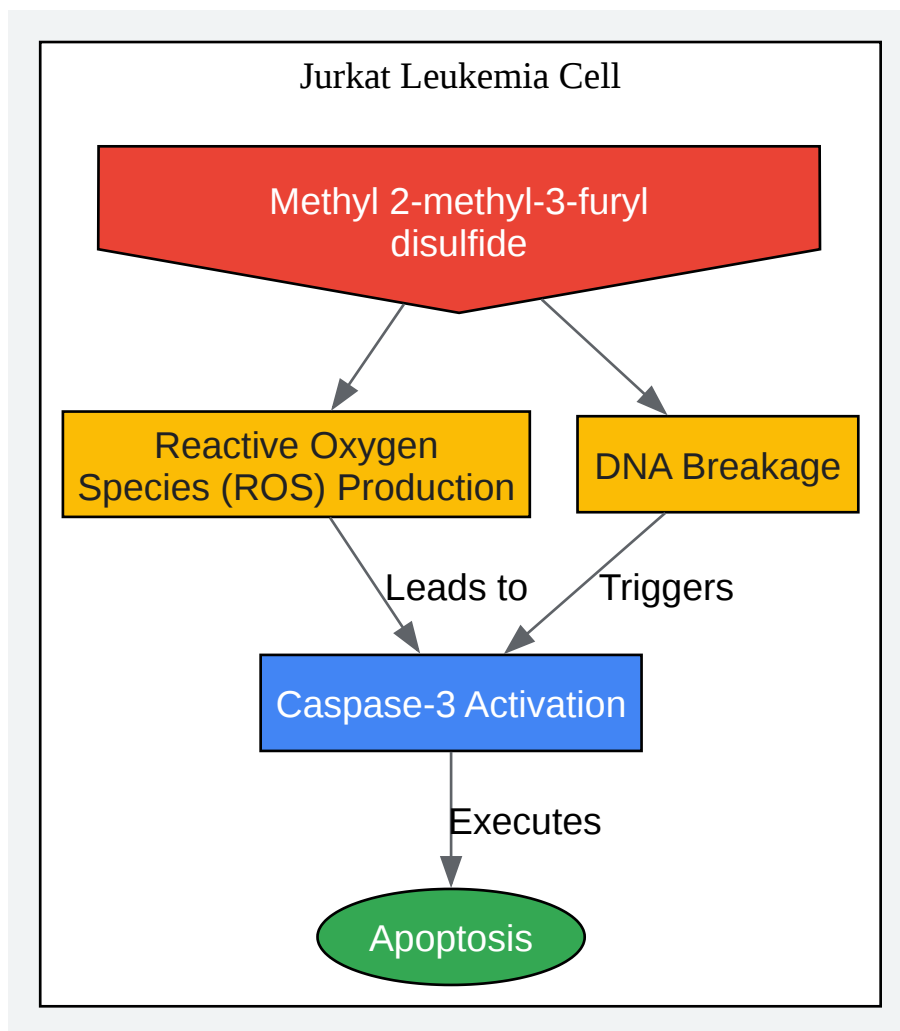 Jurkat Leukemia Cell
Methyl 2-methyl-3-furyl
disulfide
Reactive Oxygen
Species (ROS) Production
DNA Breakage
Leads to
Triggers
Caspase-3 Activation
Executes
Apoptosis